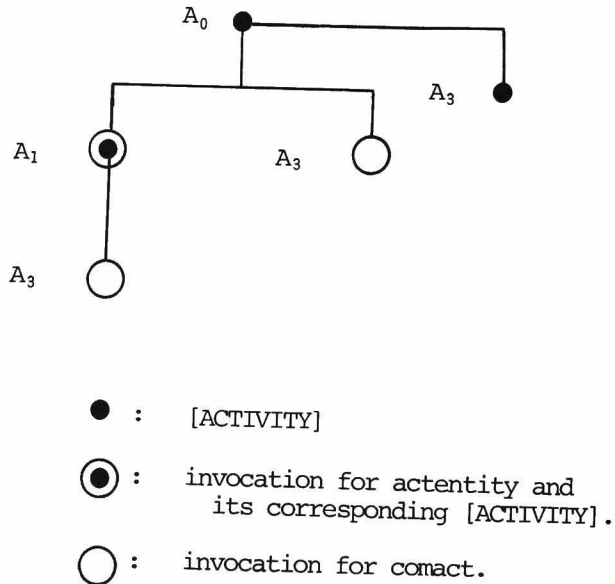 A₀
A₃
A₁
A₃
A₃
: [ACTIVITY]
: invocation for actentity and
its corresponding [ACTIVITY].
: invocation for comact.